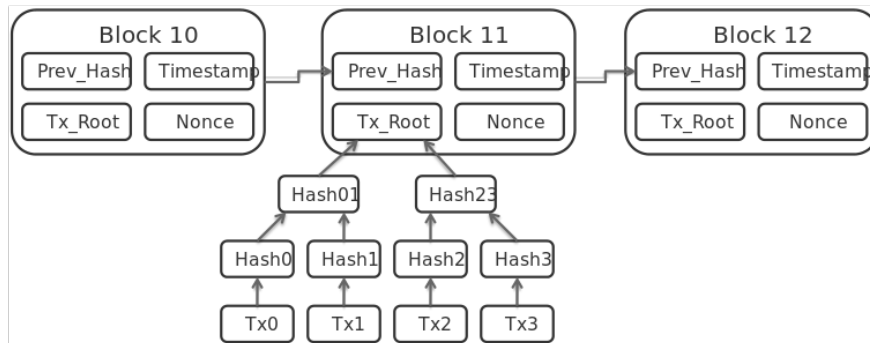 Block 10
Block 11
Block 12
Prev_Hash Timestamp
Prev_Hash Timestamp
Prev_Hash Timestamp
Tx_Root Nonce
Tx_Root Nonce
Tx_Root Nonce
Hash01 Hash23
Hash0 Hash1 Hash2 Hash3
Tx0 Tx1 Tx2 Tx3